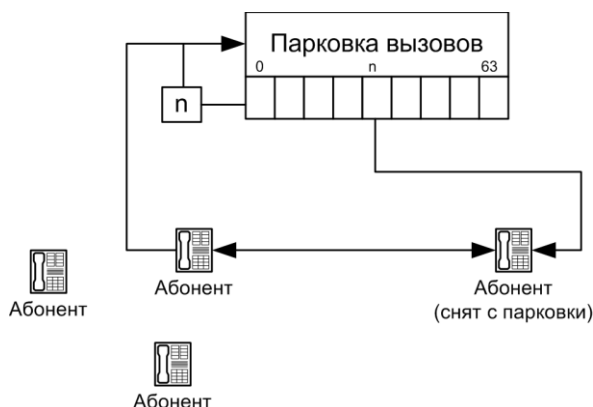 Парковка вызовов
0 n 63
n
Абонент
Абонент
(снят с парковки)
Абонент
Абонент